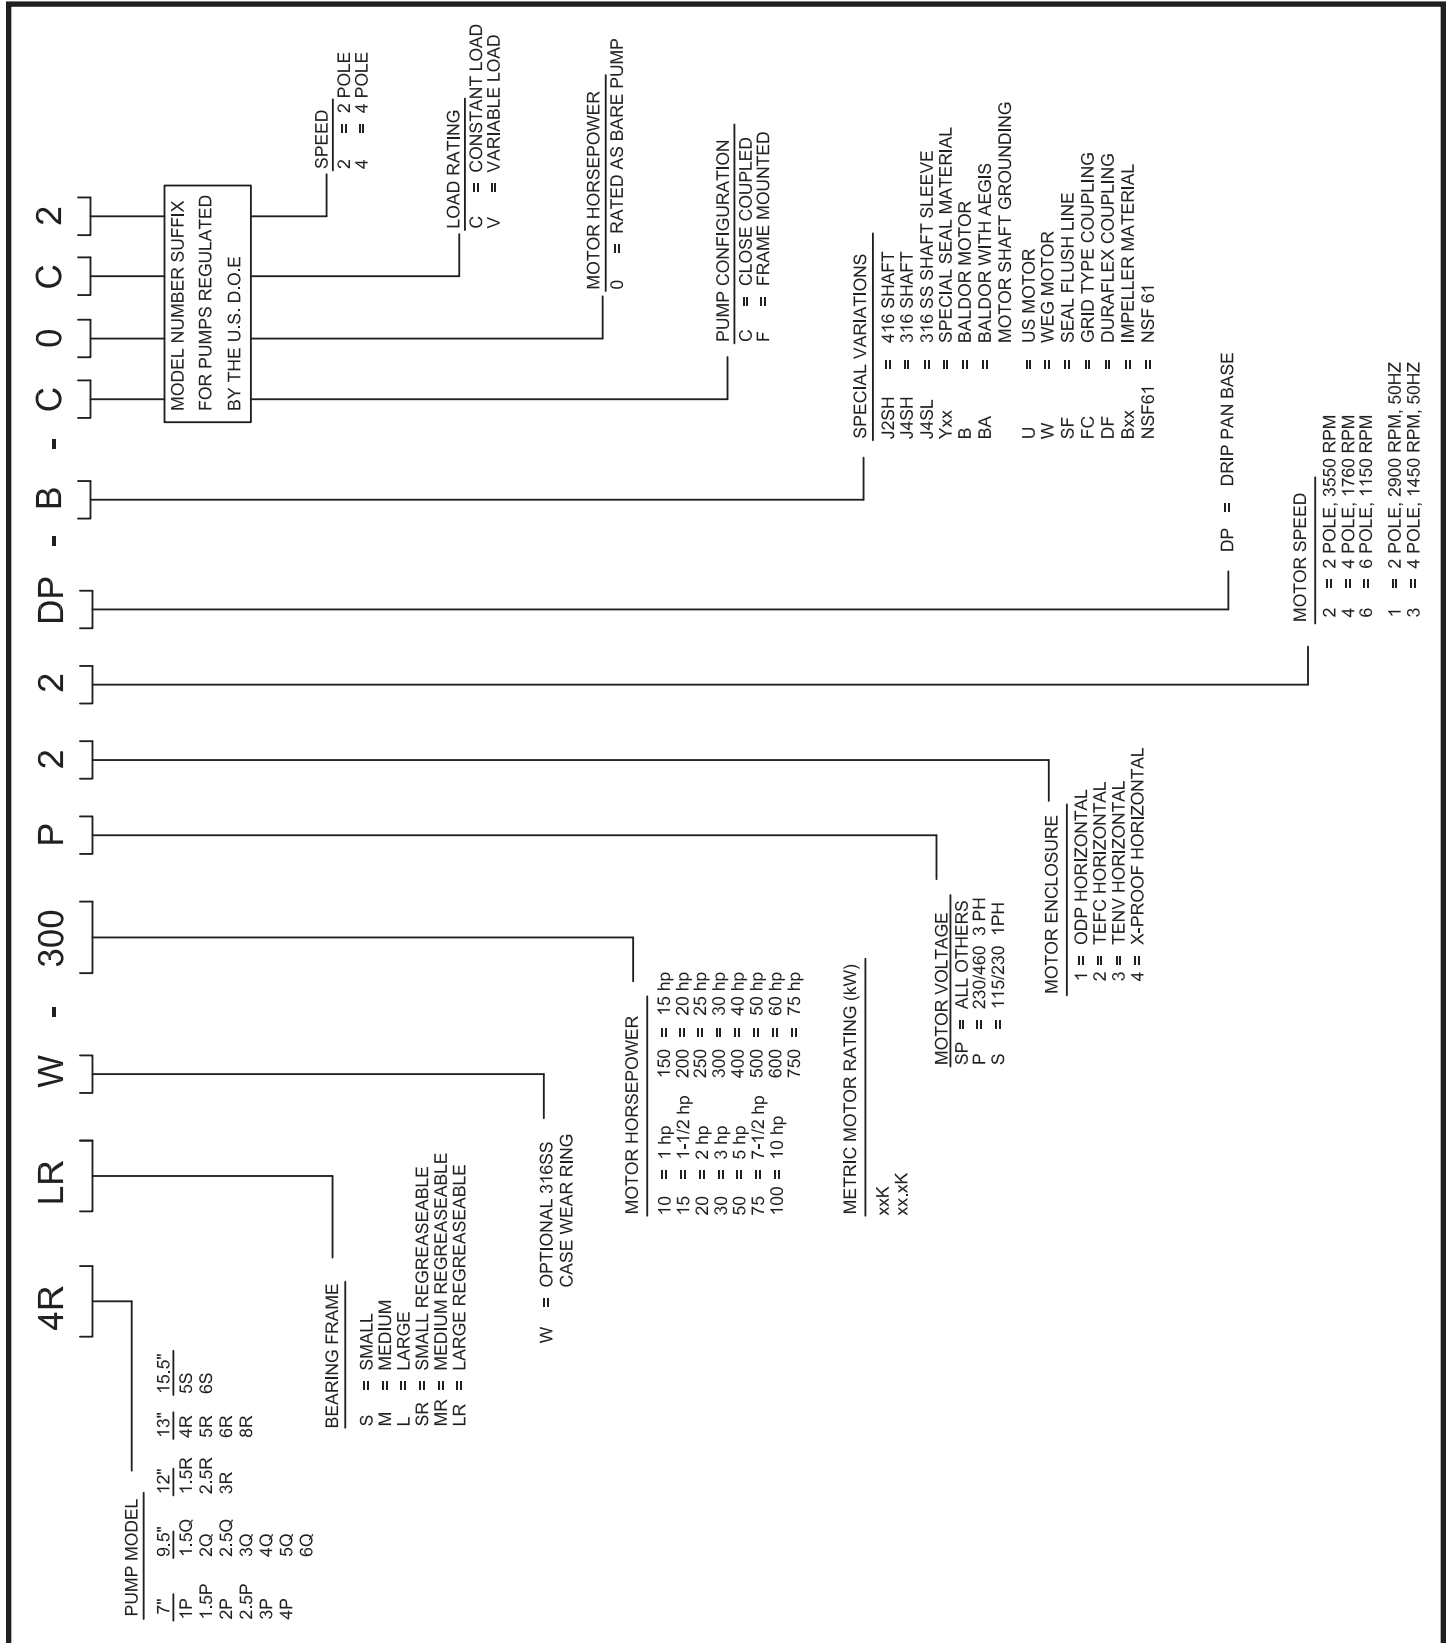 4R LR W - 300 P 2 2 DP - B - C 0 C 2
PUMP MODEL
7" 9.5" 12" 13" 15.5"
1P 1.5Q 1.5R 4R 5S
1.5P 2Q 2.5R 5R 6S
2P 2.5Q 3R 6R
2.5P 3Q 8R
3P 4Q
4P 5Q
6Q
BEARING FRAME
S = SMALL
M = MEDIUM
L = LARGE
SR = SMALL REGREASEABLE
MR = MEDIUM REGREASEABLE
LR = LARGE REGREASEABLE
W = OPTIONAL 316SS
CASE WEAR RING
MOTOR HORSEPOWER
10 = 1 hp 150 = 15 hp
15 = 1-1/2 hp 200 = 20 hp
20 = 2 hp 250 = 25 hp
30 = 3 hp 300 = 30 hp
50 = 5 hp 400 = 40 hp
75 = 7-1/2 hp 500 = 50 hp
100 = 10 hp 600 = 60 hp
750 = 75 hp
METRIC MOTOR RATING (kW)
xxK
xx.xK
MOTOR VOLTAGE
SP = ALL OTHERS
P = 230/460 3 PH
S = 115/230 1PH
MOTOR ENCLOSURE
1 = ODP HORIZONTAL
2 = TEFC HORIZONTAL
3 = TENV HORIZONTAL
4 = X-PROOF HORIZONTAL
MOTOR SPEED
2 = 2 POLE, 3550 RPM
4 = 4 POLE, 1760 RPM
6 = 6 POLE, 1150 RPM
1 = 2 POLE, 2900 RPM, 50HZ
3 = 4 POLE, 1450 RPM, 50HZ
DP = DRIP PAN BASE
SPECIAL VARIATIONS
J2SH = 416 SHAFT
J4SH = 316 SHAFT
J4SL = 316 SS SHAFT SLEEVE
Yxx = SPECIAL SEAL MATERIAL
B = BALDOR MOTOR
BA = BALDOR WITH AEGIS
MOTOR SHAFT GROUNDING
U = US MOTOR
W = WEG MOTOR
SF = SEAL FLUSH LINE
FC = GRID TYPE COUPLING
DF = DURAFLEX COUPLING
Bxx = IMPELLER MATERIAL
NSF61 = NSF 61
MODEL NUMBER SUFFIX
FOR PUMPS REGULATED
BY THE U.S. D.O.E
PUMP CONFIGURATION
C = CLOSE COUPLED
F = FRAME MOUNTED
MOTOR HORSEPOWER
0 = RATED AS BARE PUMP
LOAD RATING
C = CONSTANT LOAD
V = VARIABLE LOAD
SPEED
2 = 2 POLE
4 = 4 POLE